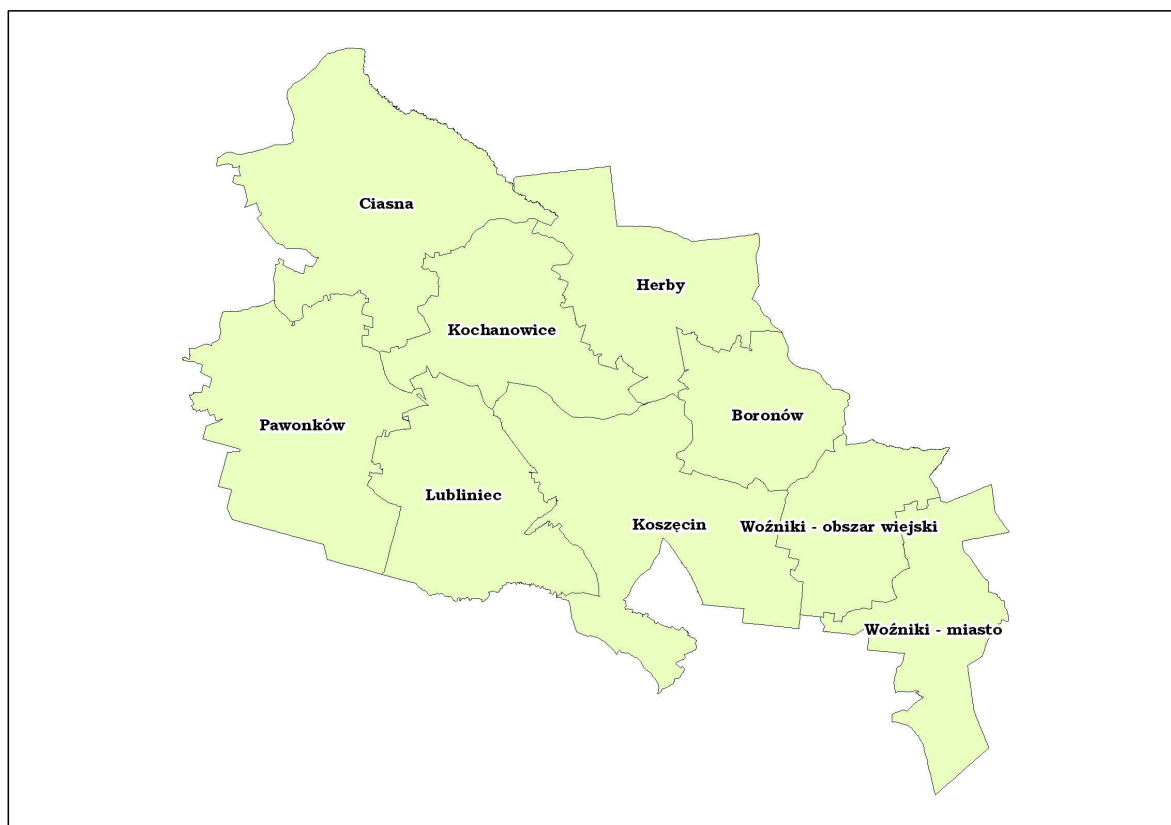 Ciasna
Herby
Kochanowice
Boronów
Pawonków
Lubliniec
Koszęcin
Woźniki - obszar wiejski
Woźniki - miasto